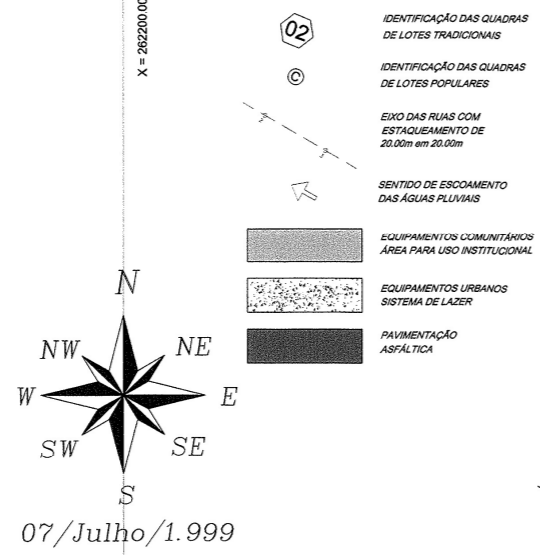 X = 262200.00
02
IDENTIFICAÇÃO DAS QUADRAS
DE LOTES TRADICIONAIS
C
IDENTIFICAÇÃO DAS QUADRAS
DE LOTES POPULARES
EIXO DAS RUAS COM
ESTAQUEAMENTO DE
20.00m em 20.00m
SENTIDO DE ESCOAMENTO
DAS ÁGUAS PLUVIAIS
EQUIPAMENTOS COMUNITÁRIOS
ÁREA PARA USO INSTITUCIONAL
EQUIPAMENTOS URBANOS
SISTEMA DE LAZER
PAVIMENTAÇÃO
ASFÁLTICA
N
NW
NE
W
E
SW
SE
S
07/Julho/1.999